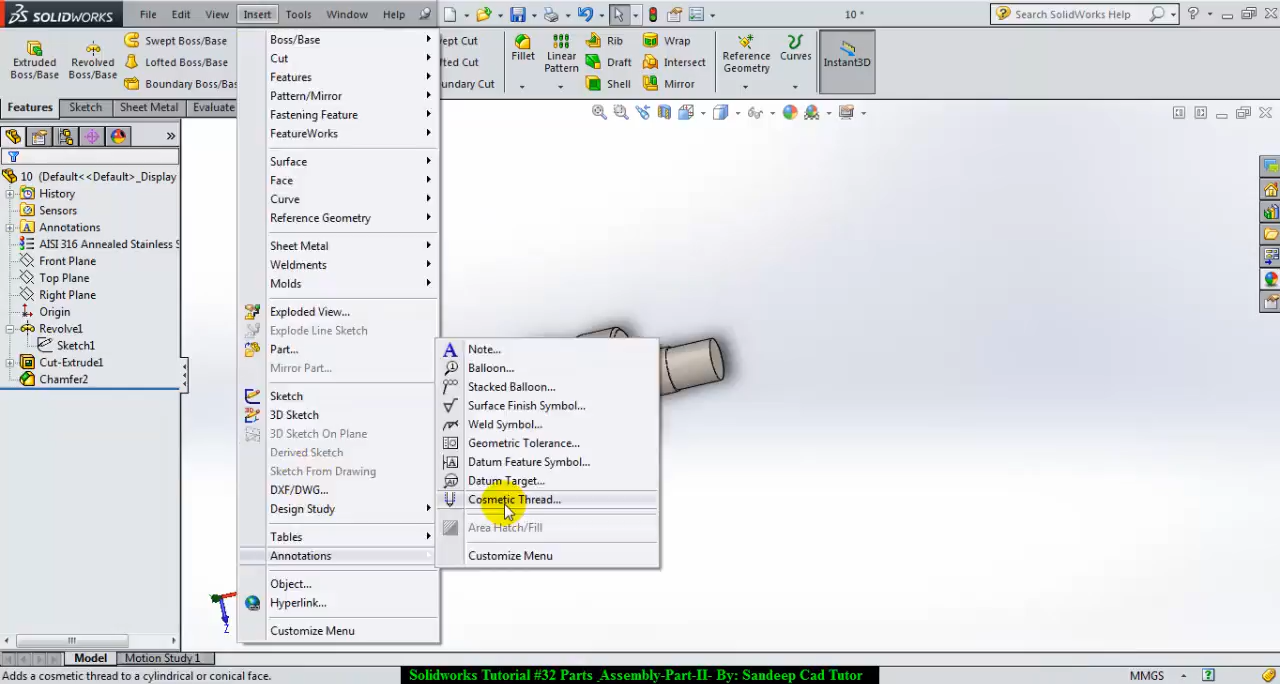 SOLIDWORKS File Edit View Insert Tools Window Help 10 * Search SolidWorks Help
Extruded Boss/Base
Revolved Boss/Base
Swept Boss/Base
Lofted Boss/Base
Boundary Bas
ept Cut
fted Cut
undary Cut
Fillet
Linear Pattern
Rib
Draft
Shell
Wrap
Intersect
Mirror
Reference Geometry
Curves
Instant3D
Features Sketch Sheet Metal Evaluate
10 (Default<<Default>_Display
History
Sensors
Annotations
AISI 316 Annealed Stainless S
Front Plane
Top Plane
Right Plane
Origin
Revolve1
Sketch1
Cut-Extrude1
Chamfer2
Boss/Base
Cut
Features
Pattern/Mirror
Fastening Feature
FeatureWorks
Surface
Face
Curve
Reference Geometry
Sheet Metal
Weldments
Molds
Exploded View...
Explode Line Sketch
Part...
Mirror Part...
Sketch
3D Sketch
3D Sketch On Plane
Derived Sketch
Sketch From Drawing
DXF/DWG...
Design Study
Tables
Annotations
Object...
Hyperlink...
Customize Menu
Note...
Balloon...
Stacked Balloon...
Surface Finish Symbol...
Weld Symbol...
Geometric Tolerance...
Datum Feature Symbol...
Datum Target...
Cosmetic Thread...
Area Hatch/Fill
Customize Menu
Z
Model Motion Study 1
Adds a cosmetic thread to a cylindrical or conical face.
Solidworks Tutorial #32 Parts Assembly-Part-II- By: Sandeep Cad Tutor
MMGS